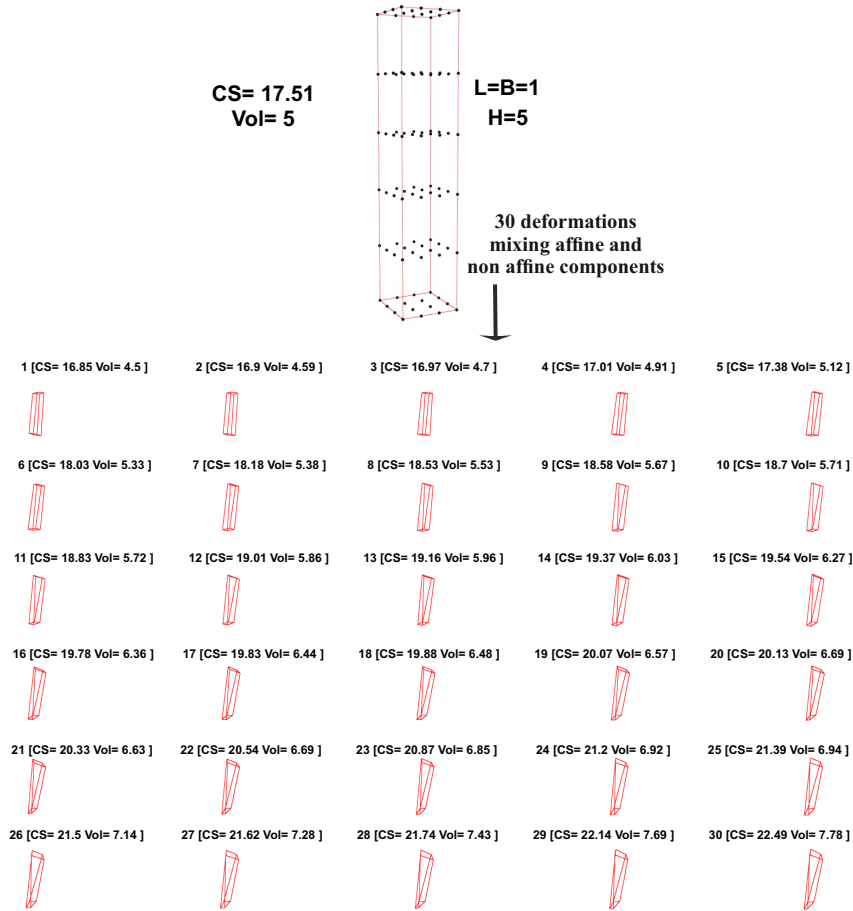 CS= 17.51
Vol= 5
L=B=1
H=5
30 deformations
mixing affine and
non affine components
1 [CS= 16.85 Vol= 4.5 ]
2 [CS= 16.9 Vol= 4.59 ]
3 [CS= 16.97 Vol= 4.7 ]
4 [CS= 17.01 Vol= 4.91 ]
5 [CS= 17.38 Vol= 5.12 ]
6 [CS= 18.03 Vol= 5.33 ]
7 [CS= 18.18 Vol= 5.38 ]
8 [CS= 18.53 Vol= 5.53 ]
9 [CS= 18.58 Vol= 5.67 ]
10 [CS= 18.7 Vol= 5.71 ]
11 [CS= 18.83 Vol= 5.72 ]
12 [CS= 19.01 Vol= 5.86 ]
13 [CS= 19.16 Vol= 5.96 ]
14 [CS= 19.37 Vol= 6.03 ]
15 [CS= 19.54 Vol= 6.27 ]
16 [CS= 19.78 Vol= 6.36 ]
17 [CS= 19.83 Vol= 6.44 ]
18 [CS= 19.88 Vol= 6.48 ]
19 [CS= 20.07 Vol= 6.57 ]
20 [CS= 20.13 Vol= 6.69 ]
21 [CS= 20.33 Vol= 6.63 ]
22 [CS= 20.54 Vol= 6.69 ]
23 [CS= 20.87 Vol= 6.85 ]
24 [CS= 21.2 Vol= 6.92 ]
25 [CS= 21.39 Vol= 6.94 ]
26 [CS= 21.5 Vol= 7.14 ]
27 [CS= 21.62 Vol= 7.28 ]
28 [CS= 21.74 Vol= 7.43 ]
29 [CS= 22.14 Vol= 7.69 ]
30 [CS= 22.49 Vol= 7.78 ]